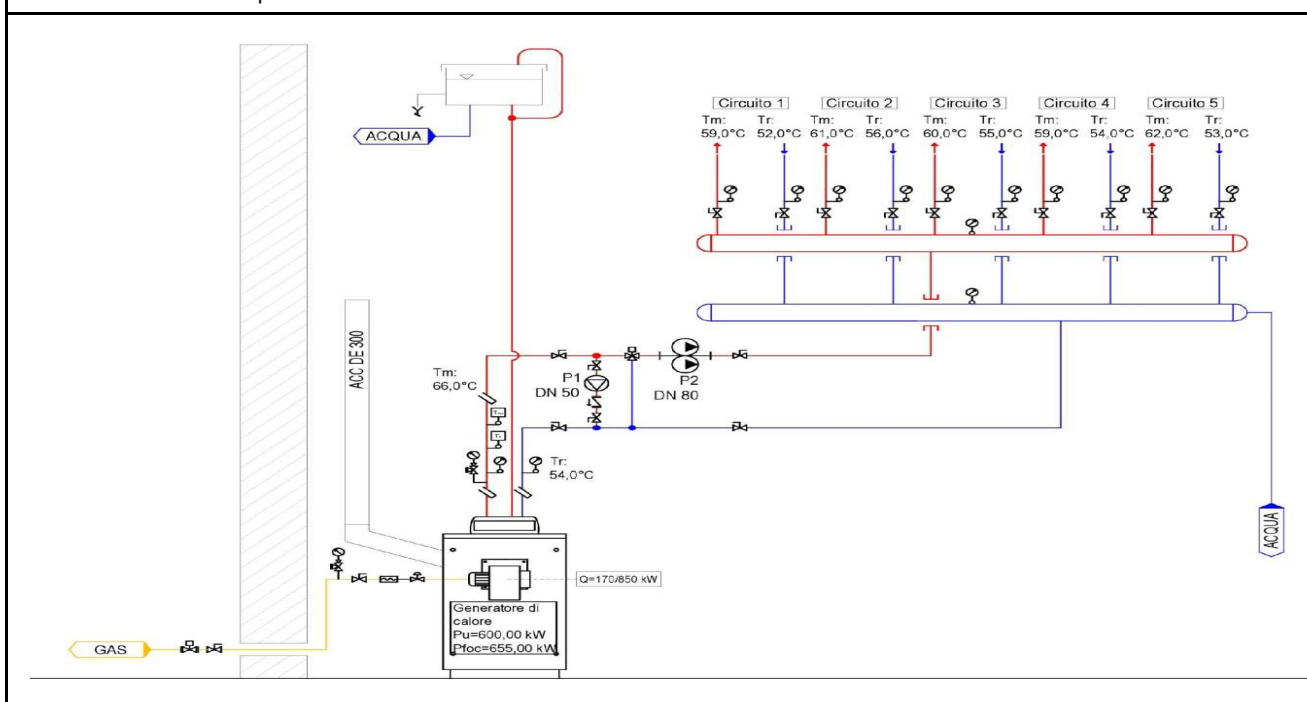 Circuito 1 Circuito 2 Circuito 3 Circuito 4 Circuito 5
Tm: Tr: Tm: Tr: Tm: Tr: Tm: Tr: Tm: Tr:
59,0°C 52,0°C 61,0°C 56,0°C 60,0°C 55,0°C 59,0°C 54,0°C 62,0°C 53,0°C
ACQUA
ACC DE 300
Tm:
66,0°C
P1
DN 50
P2
DN 80
Tr:
54,0°C
ACQUA
Q=170/850 kW
Generatore di
calore
Pu=600,00 kW
Pfoc=655,00 kW
GAS